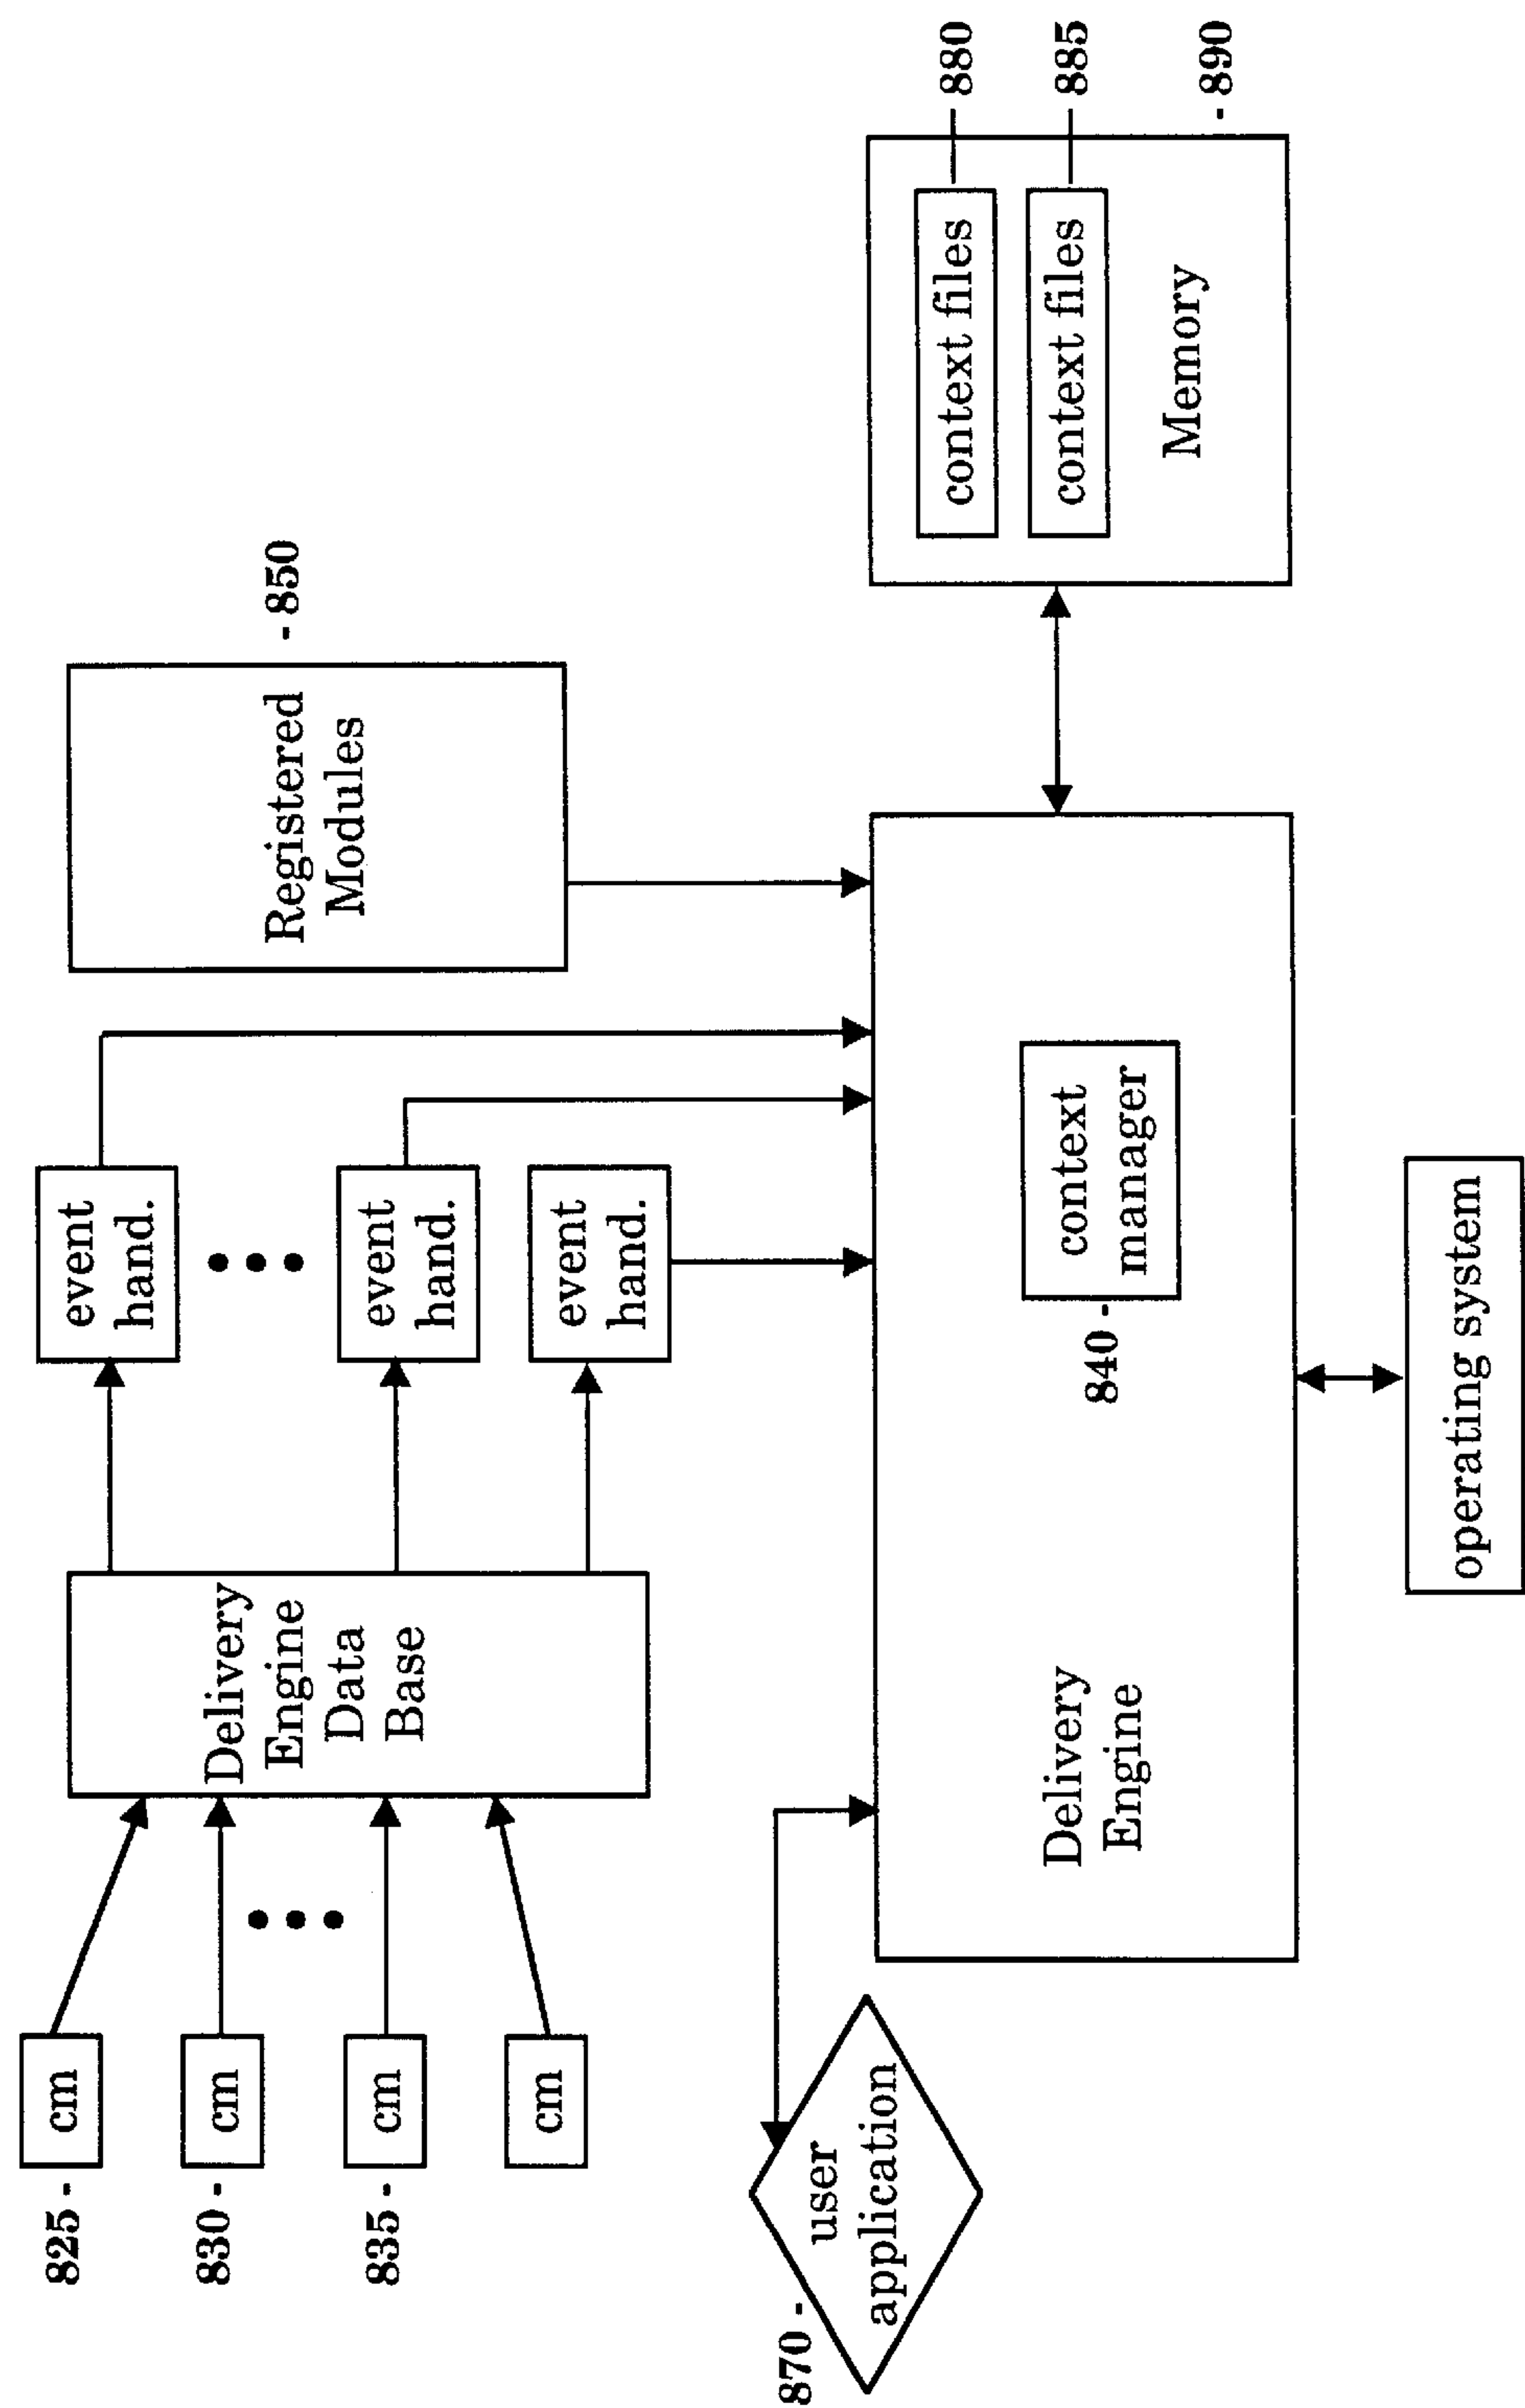 825 -
cm
830 -
cm
835 -
cm
cm
Delivery
Engine
Data
Base
event
hand.
event
hand.
event
hand.
Registered
Modules
- 850
870 -
user
application
Delivery
Engine
840 -
context
manager
operating system
context files
880
context files
885
Memory
- 890